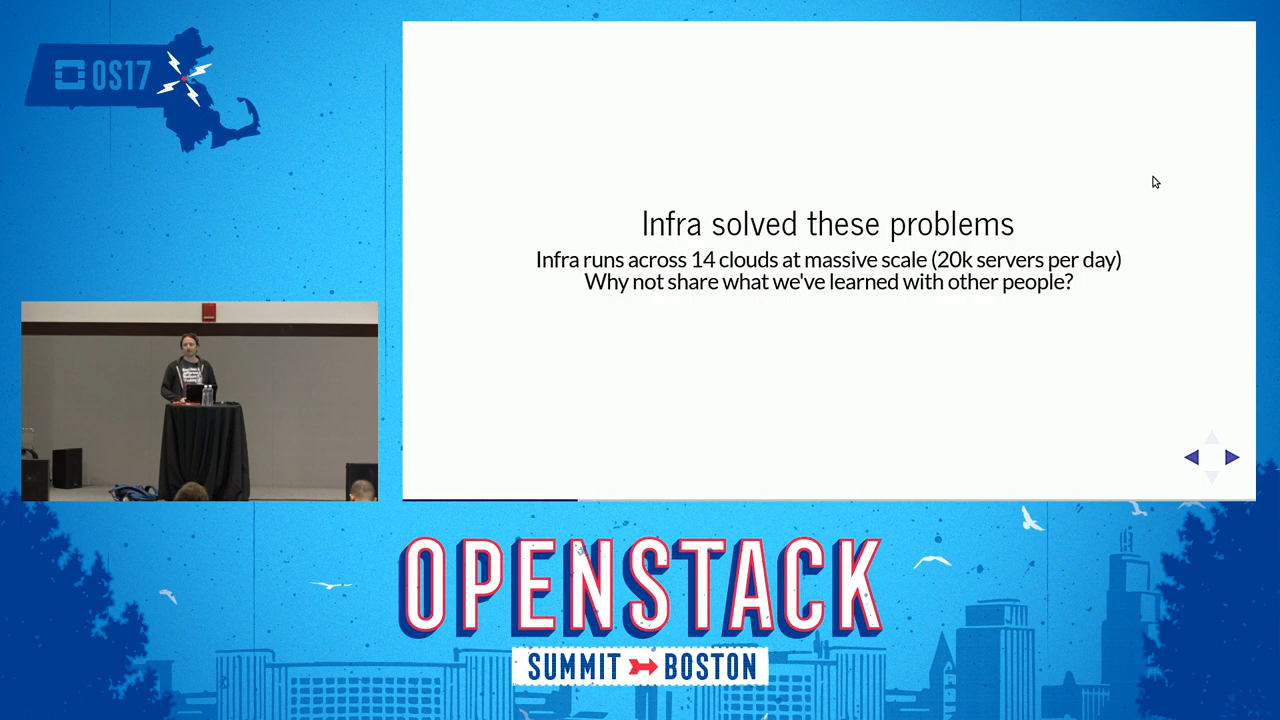 OS17
Infra solved these problems
Infra runs across 14 clouds at massive scale (20k servers per day)
Why not share what we've learned with other people?
OPENSTACK
SUMMIT BOSTON